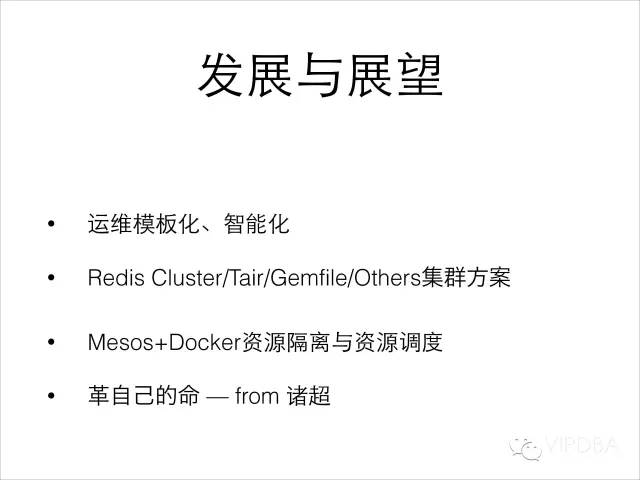 发展与展望
• 运维模板化、智能化
• Redis Cluster/Tair/Gemfile/Others集群方案
• Mesos+Docker资源隔离与资源调度
• 革自己的命 — from 诸超
VIPDBA